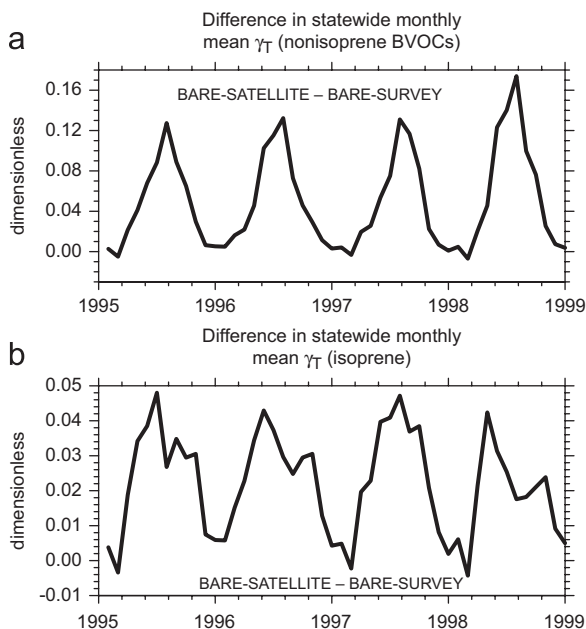 a
Difference in statewide monthly
mean γT (nonisoprene BVOCs)
BARE-SATELLITE – BARE-SURVEY
dimensionless
0.16
0.12
0.08
0.04
0.00
1995 1996 1997 1998 1999
b
Difference in statewide monthly
mean γT (isoprene)
dimensionless
0.05
0.04
0.03
0.02
0.01
0.00
-0.01
BARE-SATELLITE – BARE-SURVEY
1995 1996 1997 1998 1999